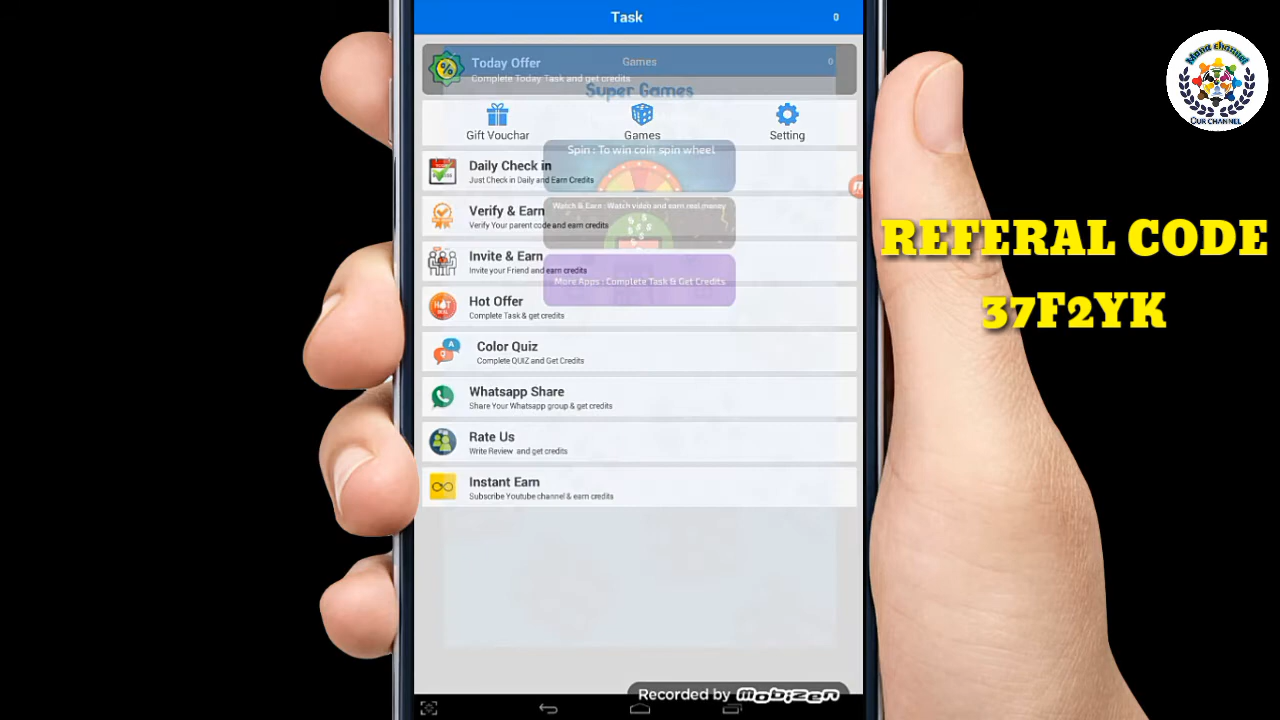 Task
0
Today Offer
Complete Today Task and get credits
Games
0
Super Games
Gift Vouchar
Games
Setting
Spin : To win coin spin wheel
Daily Check in
Just Check in Daily and Earn Credits
Watch & Earn : Watch video and earn real money
Verify & Earn
Verify Your parent code and earn credits
Invite & Earn
Invite your Friend and earn credits
More Apps : Complete Task & Get Credits
Hot Offer
Complete Task & get credits
Color Quiz
Complete QUIZ and Get Credits
Whatsapp Share
Share Your Whatsapp group & get credits
Rate Us
Write Review and get credits
Instant Earn
Subscribe Youtube channel & earn credits
Recorded by mobizen
Mana channel
OUR CHANNEL
REFERAL CODE
37F2YK